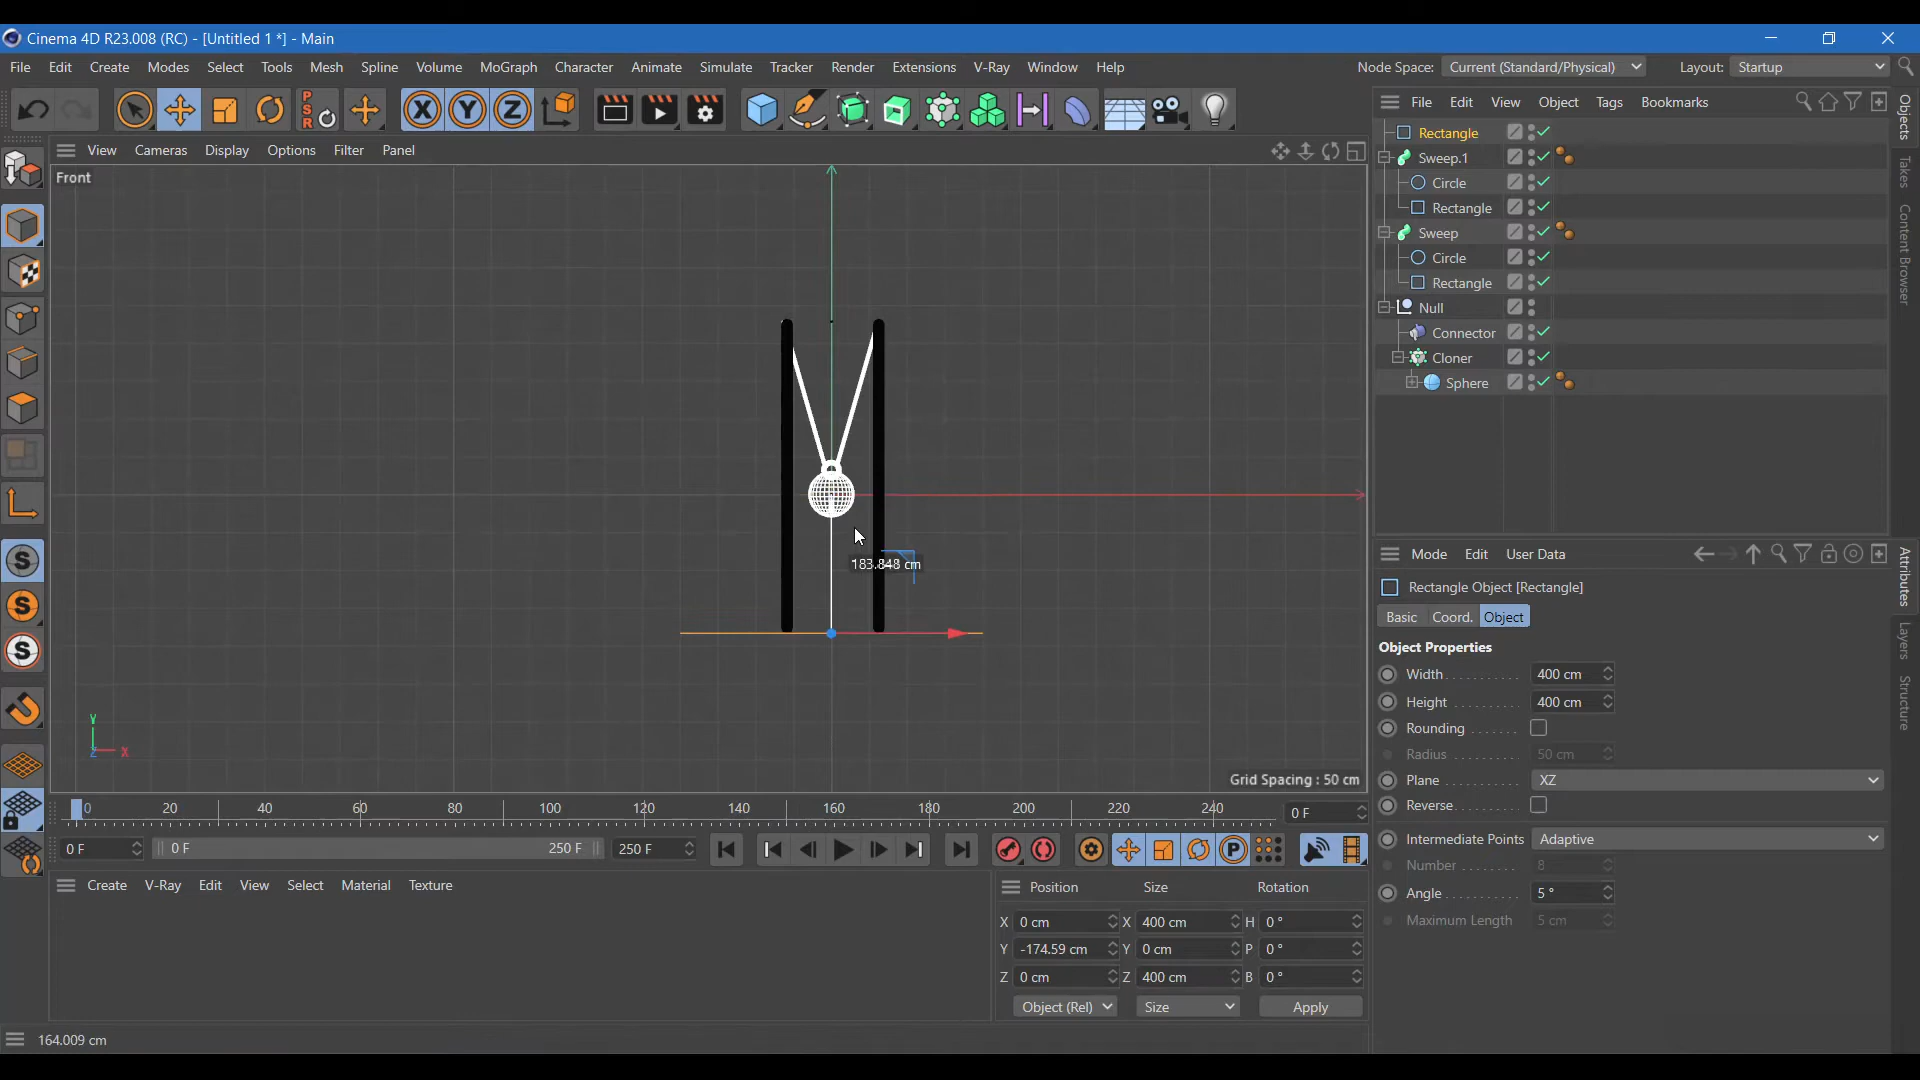 Cinema 4D R23.008 (RC) - [Untitled 1 *] - Main
File Edit Create Modes Select Tools Mesh Spline Volume MoGraph Character Animate Simulate Tracker Render Extensions V-Ray Window Help Node Space: Current (Standard/Physical) Layout: Startup
X Y Z
File Edit View Object Tags Bookmarks
View Cameras Display Options Filter Panel
Front
Rectangle
Sweep.1
Circle
Rectangle
Sweep
Circle
Rectangle
Null
Connector
Cloner
Sphere
Objects
Takes
Content Browser
183.848 cm
Y
X
Z
Grid Spacing : 50 cm
Mode Edit User Data
Rectangle Object [Rectangle]
Basic Coord. Object
Object Properties
Width 400 cm
Height 400 cm
Rounding
Radius 50 cm
Plane XZ
Reverse
Intermediate Points Adaptive
Number 8
Angle 5 °
Maximum Length 5 cm
Attributes
Layers
Structure
0 20 40 60 80 100 120 140 160 180 200 220 240 0 F
0 F 0 F 250 F 250 F
Create V-Ray Edit View Select Material Texture
Position Size Rotation
X 0 cm X 400 cm H 0 °
Y -174.59 cm Y 0 cm P 0 °
Z 0 cm Z 400 cm B 0 °
Object (Rel) Size Apply
164.009 cm